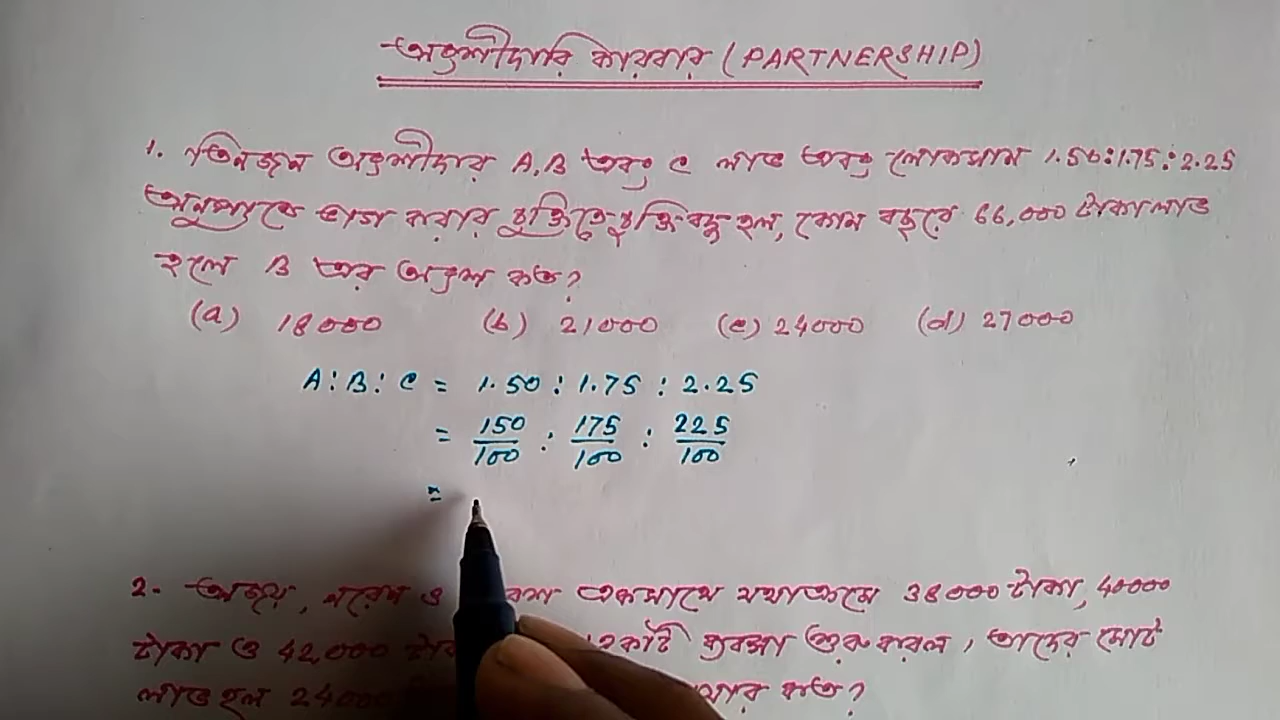 অংশীদারি কারবার (PARTNERSHIP)
1. তিনজন অংশীদার A, B এবং C লাভ এবং লোকসান 1.50 : 1.75 : 2.25
অনুপাতে ভাগ করার চুক্তিতে চুক্তিবদ্ধ হল, কোন বছরে 66,000 টাকা লাভ
হলে B এর অংশ কত?
(a) 18000 (b) 21000 (c) 24000 (d) 27000
A : B : C = 1.50 : 1.75 : 2.25
= 150/100 : 175/100 : 225/100
=
2. অজয়, নরেশ ও একসাথে যথাক্রমে 38000 টাকা, 40000
টাকা ও 42,000 ব্যবসা শুরু করল, তাদের মোট
লাভ হল 24000 কত?